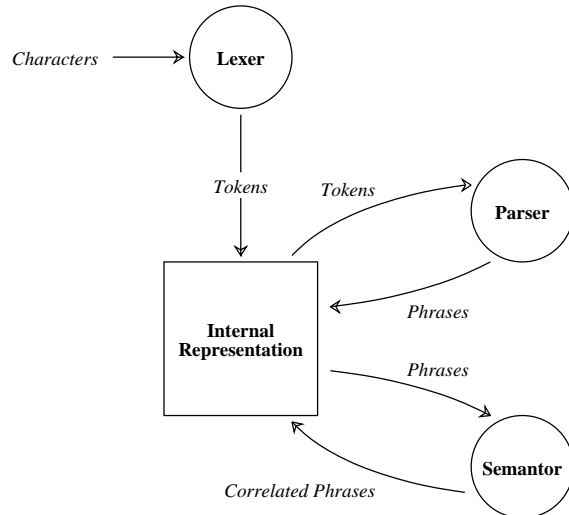 Characters
Lexer
Tokens
Tokens
Parser
Internal
Representation
Phrases
Phrases
Semantor
Correlated Phrases